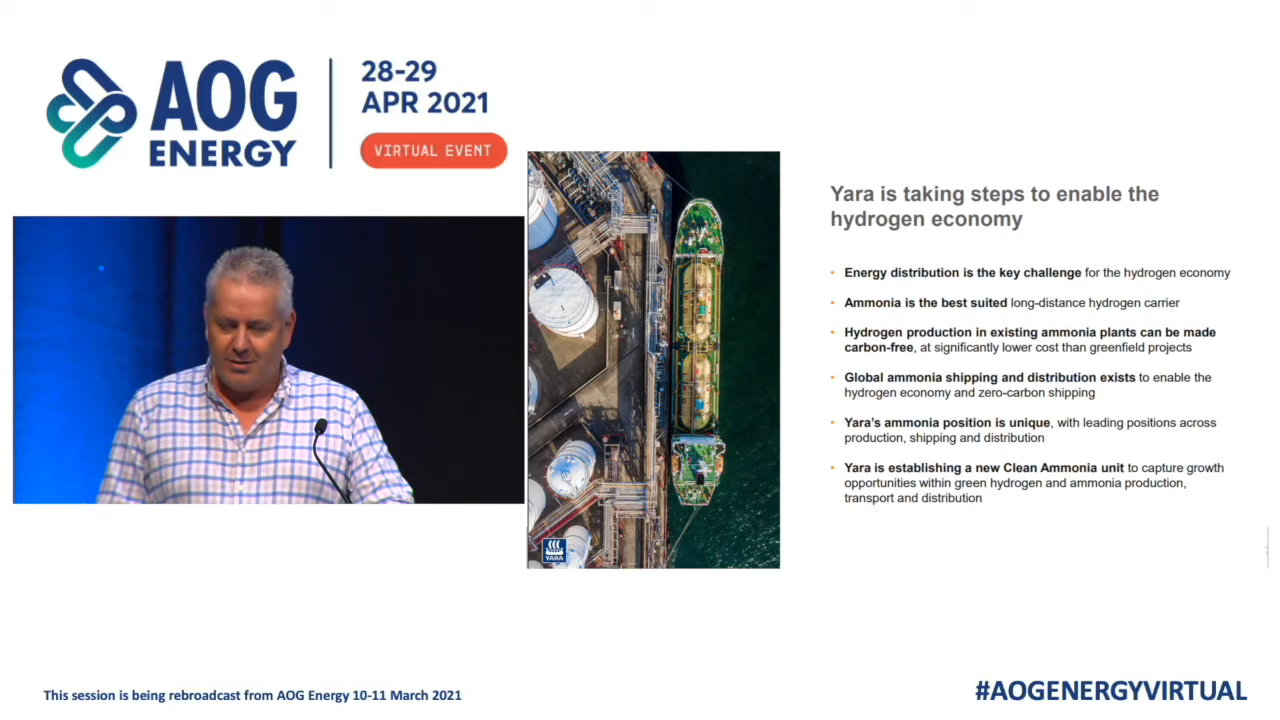 AOG
ENERGY
28-29
APR 2021
VIRTUAL EVENT
YARA
Yara is taking steps to enable the
hydrogen economy
• Energy distribution is the key challenge for the hydrogen economy
• Ammonia is the best suited long-distance hydrogen carrier
• Hydrogen production in existing ammonia plants can be made
carbon-free, at significantly lower cost than greenfield projects
• Global ammonia shipping and distribution exists to enable the
hydrogen economy and zero-carbon shipping
• Yara's ammonia position is unique, with leading positions across
production, shipping and distribution
• Yara is establishing a new Clean Ammonia unit to capture growth
opportunities within green hydrogen and ammonia production,
transport and distribution
This session is being rebroadcast from AOG Energy 10-11 March 2021
#AOGENERGYVIRTUAL